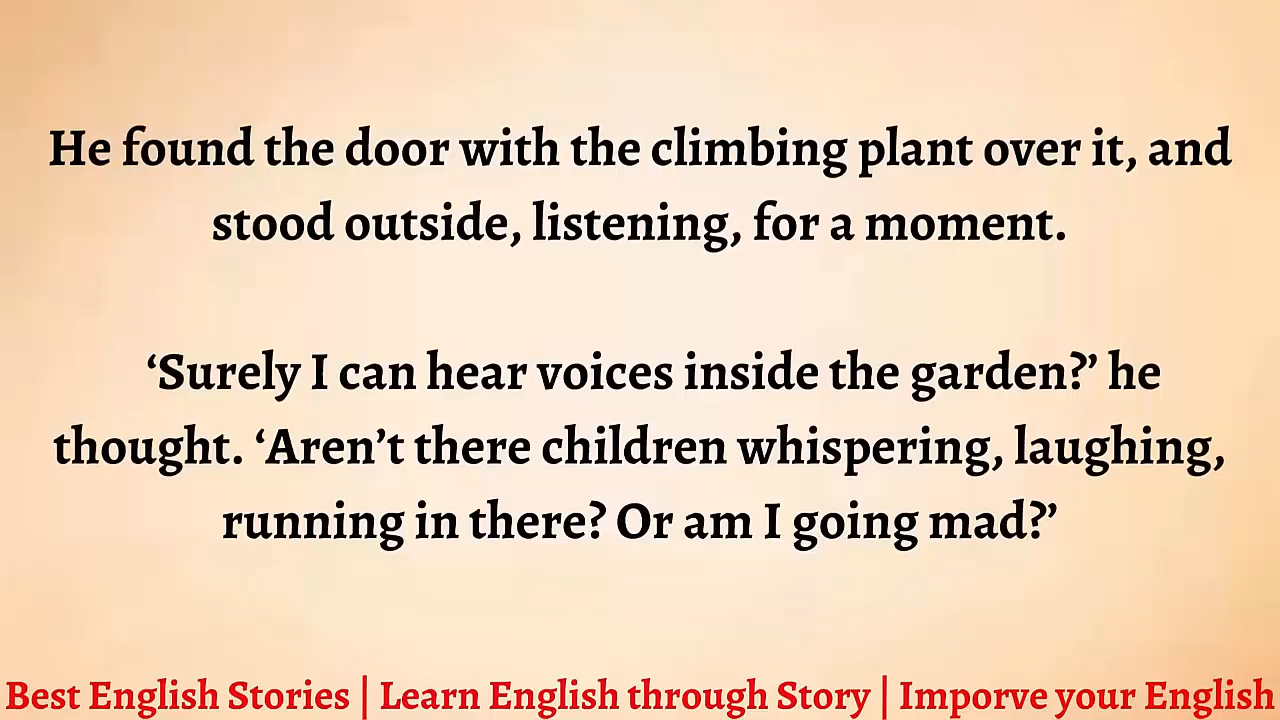 He found the door with the climbing plant over it, and
stood outside, listening, for a moment.
‘Surely I can hear voices inside the garden?’ he
thought. ‘Aren’t there children whispering, laughing,
running in there? Or am I going mad?’
Best English Stories | Learn English through Story | Imporve your English